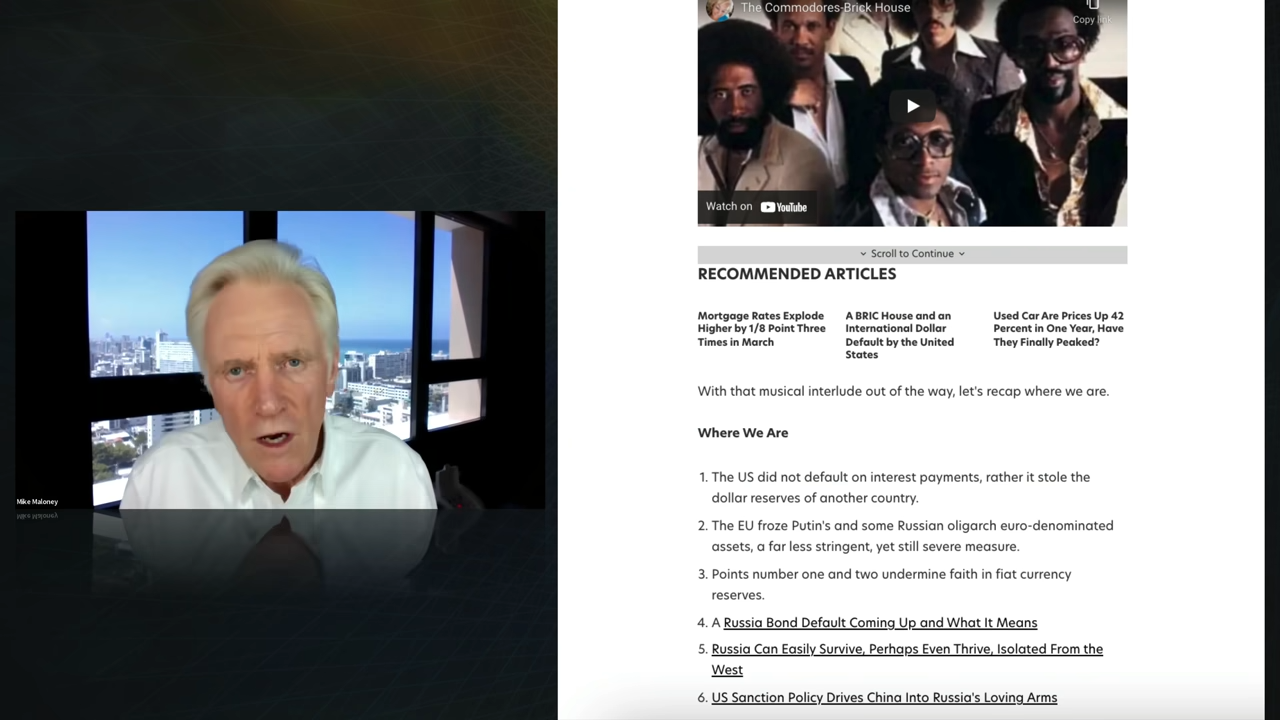 Mike Maloney
Mike Maloney
The Commodores-Brick House
Copy link
Watch on YouTube
Scroll to Continue
RECOMMENDED ARTICLES
Mortgage Rates Explode
Higher by 1/8 Point Three
Times in March
A BRIC House and an
International Dollar
Default by the United
States
Used Car Are Prices Up 42
Percent in One Year, Have
They Finally Peaked?
With that musical interlude out of the way, let's recap where we are.
Where We Are
1. The US did not default on interest payments, rather it stole the
dollar reserves of another country.
2. The EU froze Putin's and some Russian oligarch euro-denominated
assets, a far less stringent, yet still severe measure.
3. Points number one and two undermine faith in fiat currency
reserves.
4. A Russia Bond Default Coming Up and What It Means
5. Russia Can Easily Survive, Perhaps Even Thrive, Isolated From the
West
6. US Sanction Policy Drives China Into Russia's Loving Arms